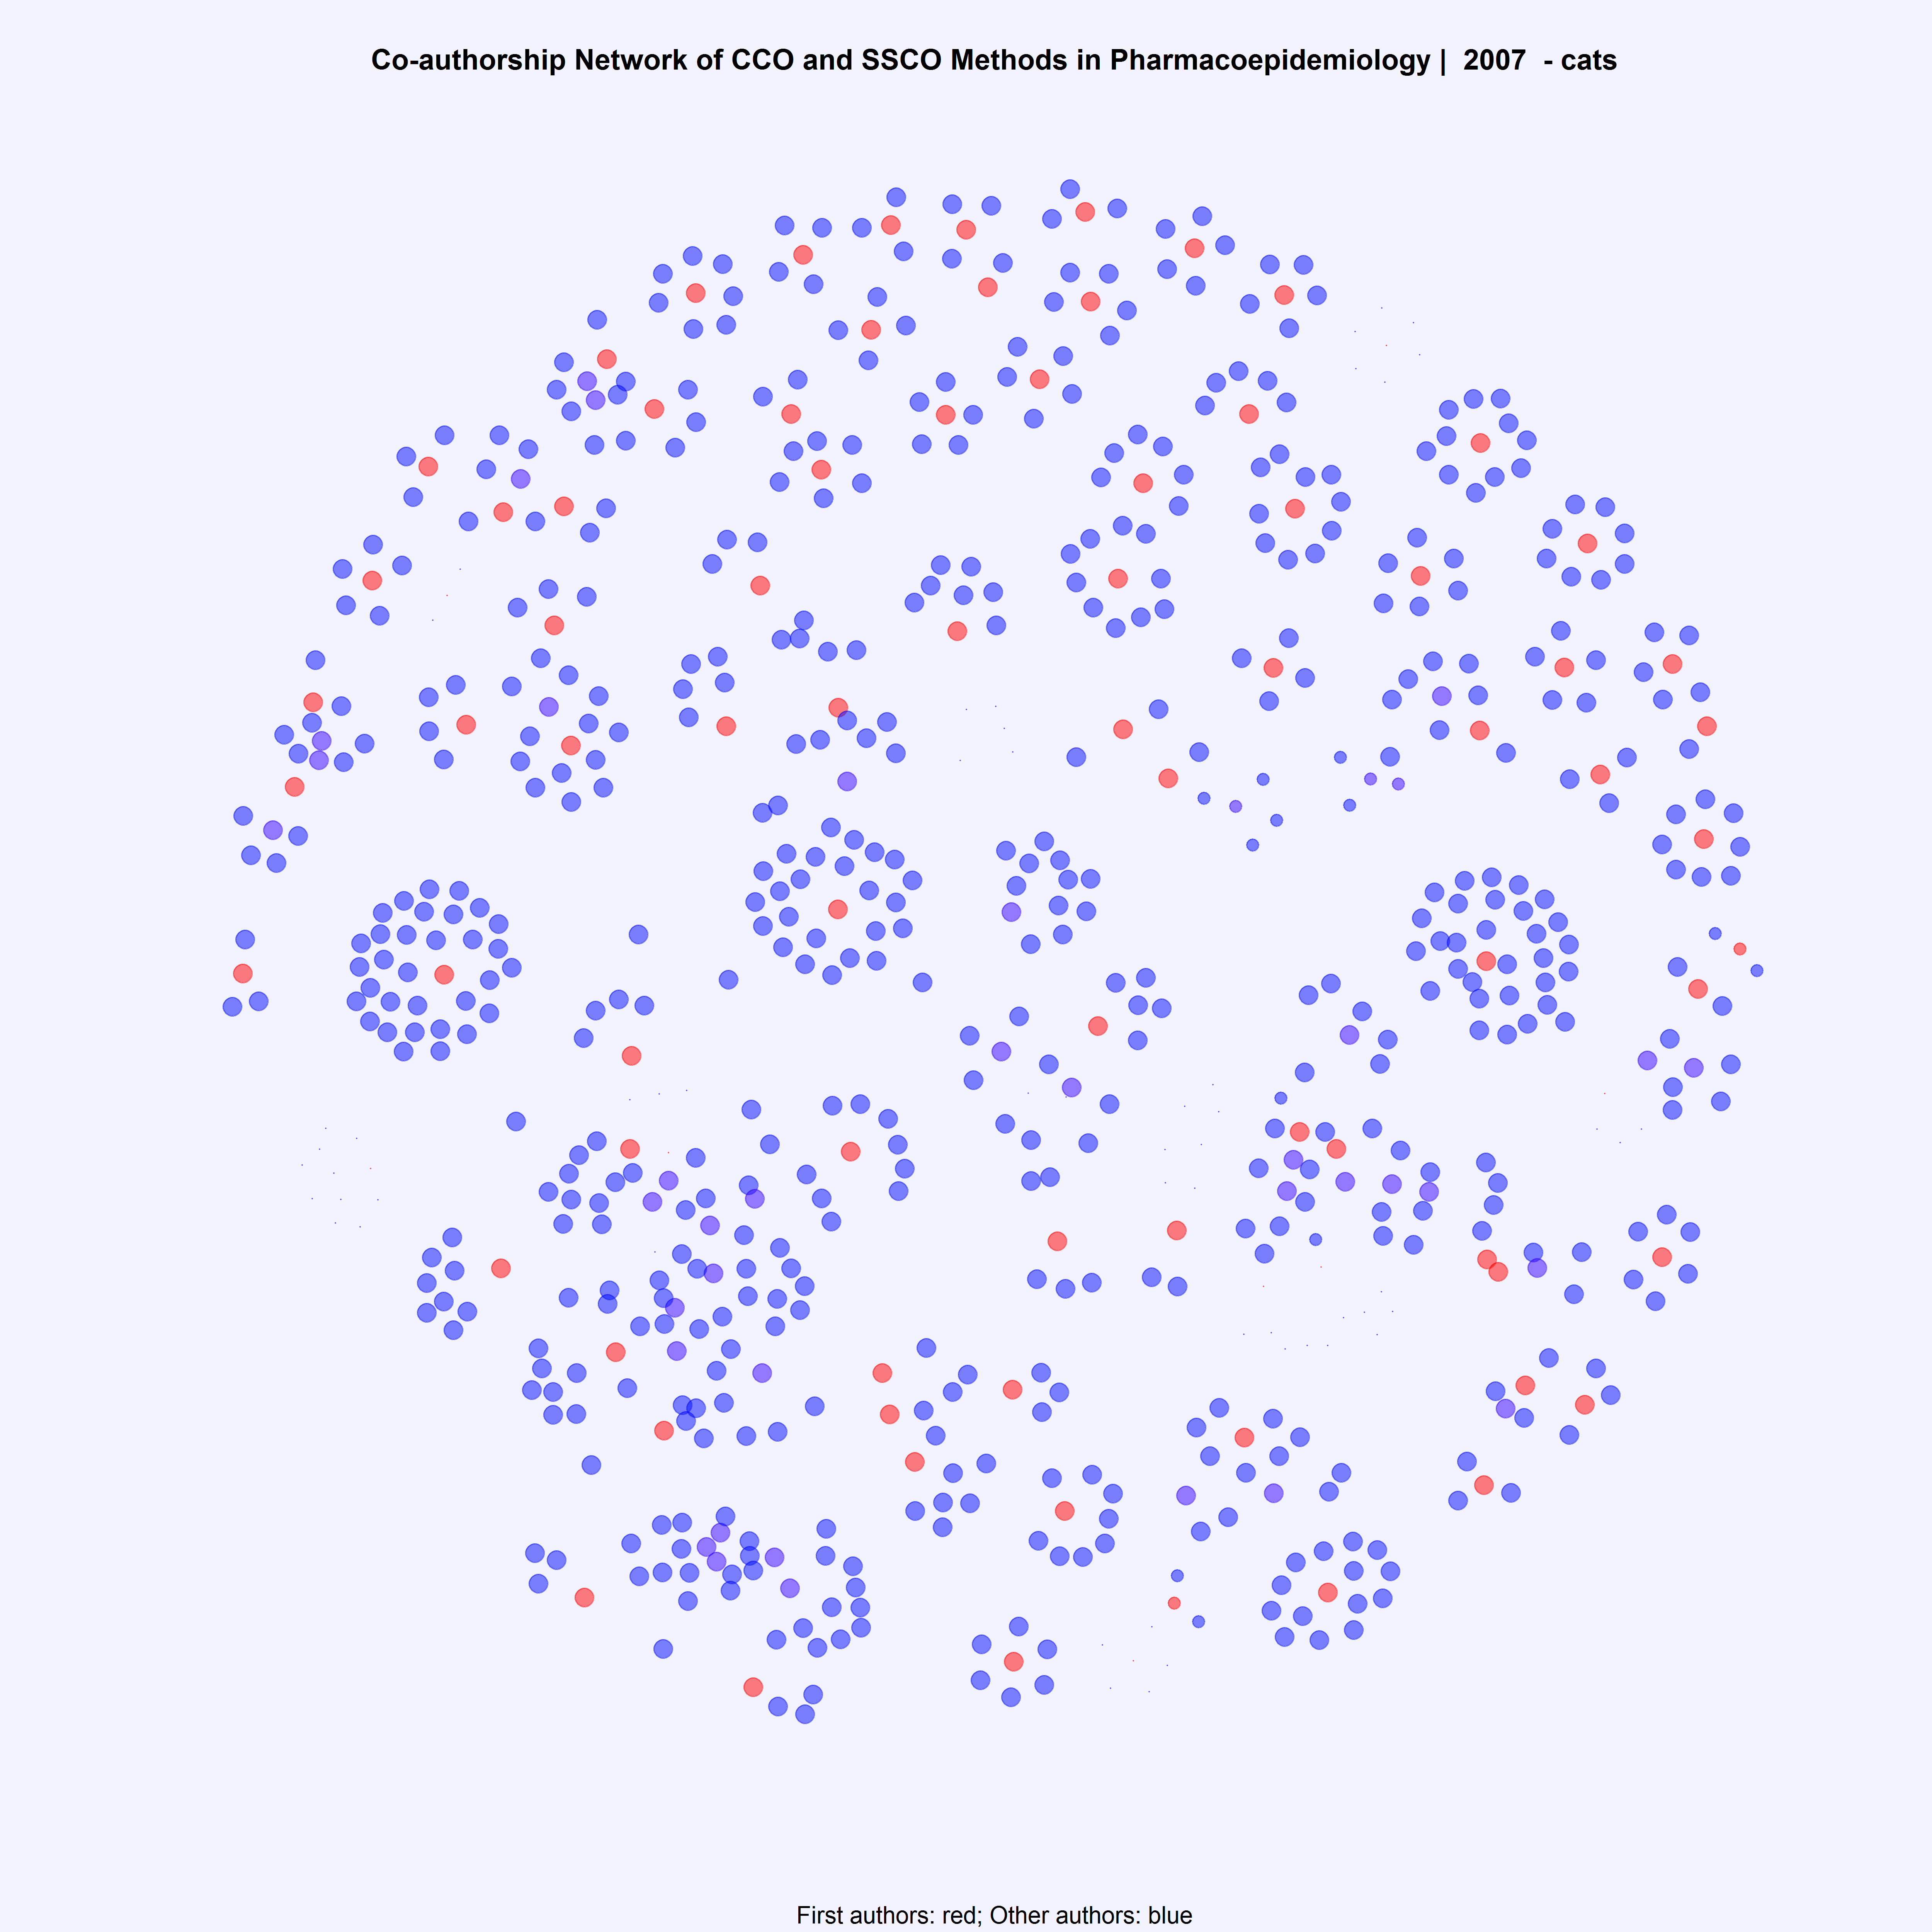 Co-authorship Network of CCO and SSCO Methods in Pharmacoepidemiology | 2007 - cats
First authors: red; Other authors: blue